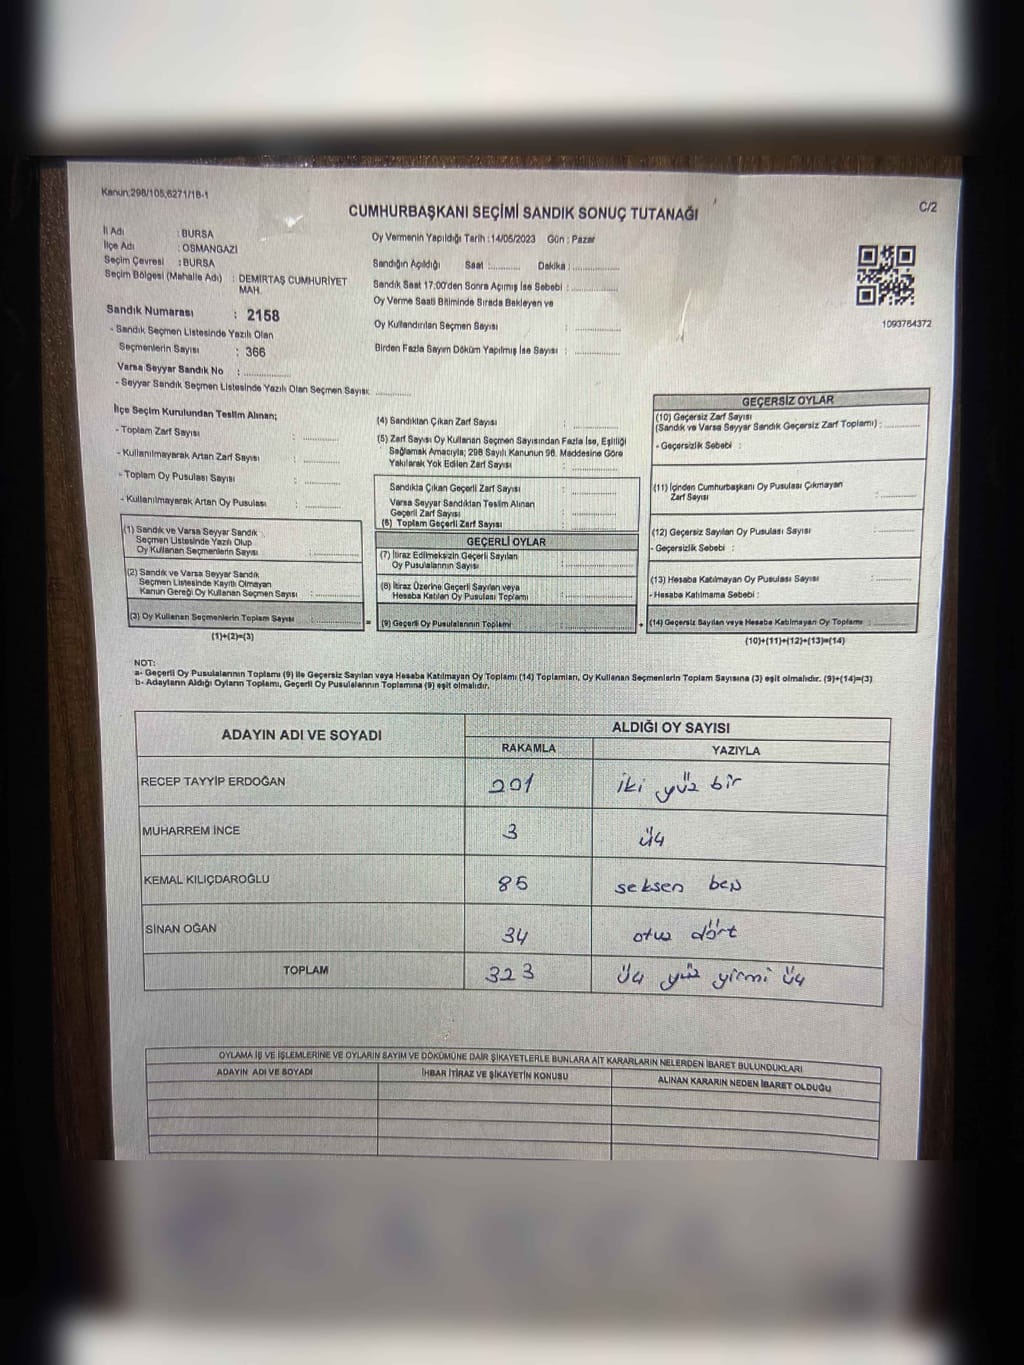 Kanun:298/105,6271/18-1
C/2
CUMHURBAŞKANI SEÇİMİ SANDIK SONUÇ TUTANAĞI
İl Adı : BURSA
İlçe Adı : OSMANGAZİ
Seçim Çevresi : BURSA
Seçim Bölgesi (Mahalle Adı) : DEMİRTAŞ CUMHURİYET
MAH.
Sandık Numarası : 2158
- Sandık Seçmen Listesinde Yazılı Olan
Seçmenlerin Sayısı : 366
Varsa Seyyar Sandık No : ............
- Seyyar Sandık Seçmen Listesinde Yazılı Olan Seçmen Sayısı: ............
Oy Vermenin Yapıldığı Tarih : 14/05/2023 Gün : Pazar
Sandığın Açıldığı Saat : ......... Dakika : ............
Sandık Saat 17:00'den Sonra Açımış İse Sebebi : ............
Oy Verme Saati Bitiminde Sırada Bekleyen ve
Oy Kullandırılan Seçmen Sayısı : ............
Birden Fazla Sayım Döküm Yapılmış İse Sayısı : ............
1093764372
İlçe Seçim Kurulundan Teslim Alınan;
- Toplam Zarf Sayısı : ............
- Kullanılmayarak Artan Zarf Sayısı : ............
- Toplam Oy Pusulası Sayısı : ............
- Kullanılmayarak Artan Oy Pusulası : ............
(1) Sandık ve Varsa Seyyar Sandık
Seçmen Listesinde Yazılı Olup
Oy Kullanan Seçmenlerin Sayısı : ............
(2) Sandık ve Varsa Seyyar Sandık
Seçmen Listesinde Kayıtlı Olmayan
Kanun Gereği Oy Kullanan Seçmen Sayısı : ............
(3) Oy Kullanan Seçmenlerin Toplam Sayısı : ............
(1)+(2)=(3)
(4) Sandıktan Çıkan Zarf Sayısı : ............
(5) Zarf Sayısı Oy Kullanan Seçmen Sayısından Fazla İse, Eşitliği
Sağlamak Amacıyla; 298 Sayılı Kanunun 98. Maddesine Göre
Yakılarak Yok Edilen Zarf Sayısı : ............
Sandıkta Çıkan Geçerli Zarf Sayısı : ............
Varsa Seyyar Sandıktan Teslim Alınan
Geçerli Zarf Sayısı : ............
(6) Toplam Geçerli Zarf Sayısı : ............
GEÇERLİ OYLAR
(7) İtiraz Edilmeksizin Geçerli Sayılan
Oy Pusulalarının Sayısı : ............
(8) İtiraz Üzerine Geçerli Sayılan veya
Hesaba Katılan Oy Pusulası Toplamı : ............
= (9) Geçerli Oy Pusulalarının Toplamı : ............
GEÇERSİZ OYLAR
(10) Geçersiz Zarf Sayısı
(Sandık ve Varsa Seyyar Sandık Geçersiz Zarf Toplamı) : ............
- Geçersizlik Sebebi :
(11) İçinden Cumhurbaşkanı Oy Pusulası Çıkmayan
Zarf Sayısı : ............
(12) Geçersiz Sayılan Oy Pusulası Sayısı : ............
- Geçersizlik Sebebi :
(13) Hesaba Katılmayan Oy Pusulası Sayısı : ............
- Hesaba Katılmama Sebebi :
+ (14) Geçersiz Sayılan veya Hesaba Katılmayan Oy Toplamı : ............
(10)+(11)+(12)+(13)=(14)
NOT:
a- Geçerli Oy Pusulalarının Toplamı (9) ile Geçersiz Sayılan veya Hesaba Katılmayan Oy Toplamı (14) Toplamları, Oy Kullanan Seçmenlerin Toplam Sayısına (3) eşit olmalıdır. (9)+(14)=(3)
b- Adayların Aldığı Oyların Toplamı, Geçerli Oy Pusulalarının Toplamına (9) eşit olmalıdır.
ADAYIN ADI VE SOYADI ALDIĞI OY SAYISI
RAKAMLA YAZIYLA
RECEP TAYYİP ERDOĞAN 201 iki yüz bir
MUHARREM İNCE 3 üç
KEMAL KILIÇDAROĞLU 85 seksen beş
SİNAN OĞAN 34 otuz dört
TOPLAM 323 üç yüz yirmi üç
OYLAMA İŞ VE İŞLEMLERİNE VE OYLARIN SAYIM VE DÖKÜMÜNE DAİR ŞİKAYETLERLE BUNLARA AİT KARARLARIN NELERDEN İBARET BULUNDUKLARI
ADAYIN ADI VE SOYADI İHBAR İTİRAZ VE ŞİKAYETİN KONUSU ALINAN KARARIN NEDEN İBARET OLDUĞU